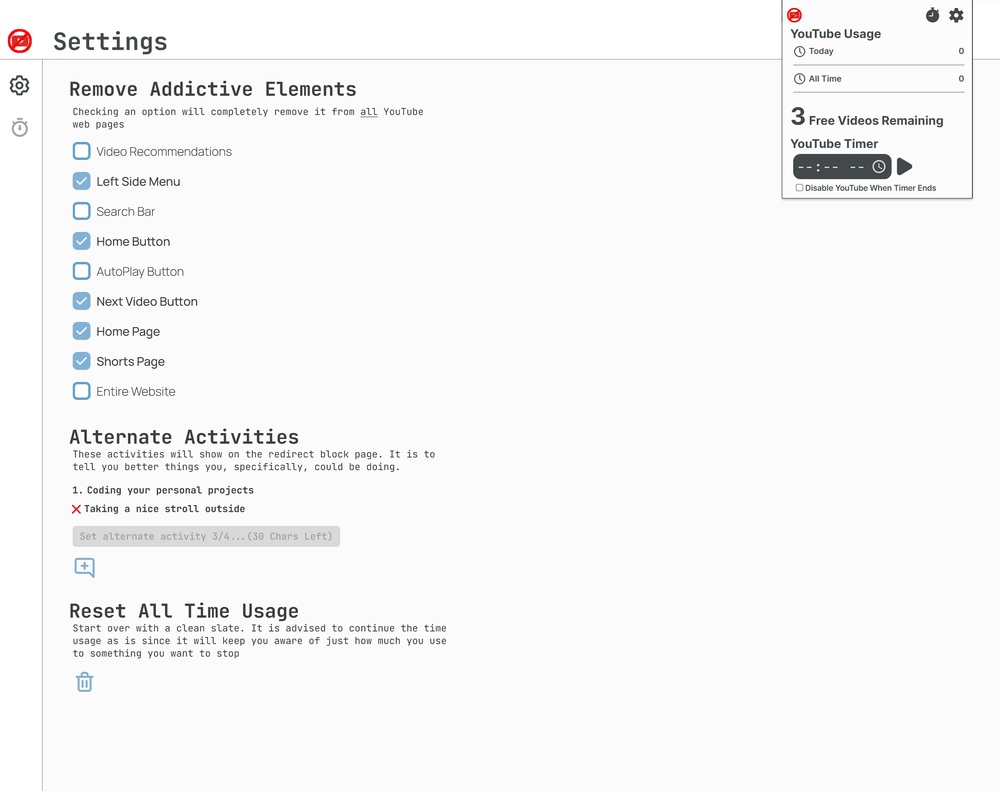 Settings
Remove Addictive Elements
Checking an option will completely remove it from all YouTube
web pages
Video Recommendations
Left Side Menu
Search Bar
Home Button
AutoPlay Button
Next Video Button
Home Page
Shorts Page
Entire Website
Alternate Activities
These activities will show on the redirect block page. It is to
tell you better things you, specifically, could be doing.
1. Coding your personal projects
Taking a nice stroll outside
Set alternate activity 3/4...(30 Chars Left)
Reset All Time Usage
Start over with a clean slate. It is advised to continue the time
usage as is since it will keep you aware of just how much you use
to something you want to stop
YouTube Usage
Today 0
All Time 0
3 Free Videos Remaining
YouTube Timer
--:-- --
Disable YouTube When Timer Ends